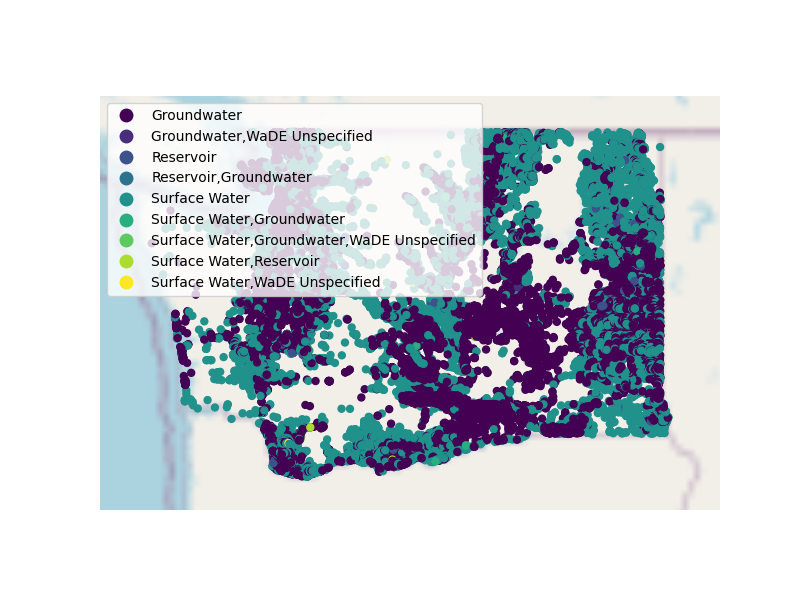 Groundwater
Groundwater,WaDE Unspecified
Reservoir
Reservoir,Groundwater
Surface Water
Surface Water,Groundwater
Surface Water,Groundwater,WaDE Unspecified
Surface Water,Reservoir
Surface Water,WaDE Unspecified